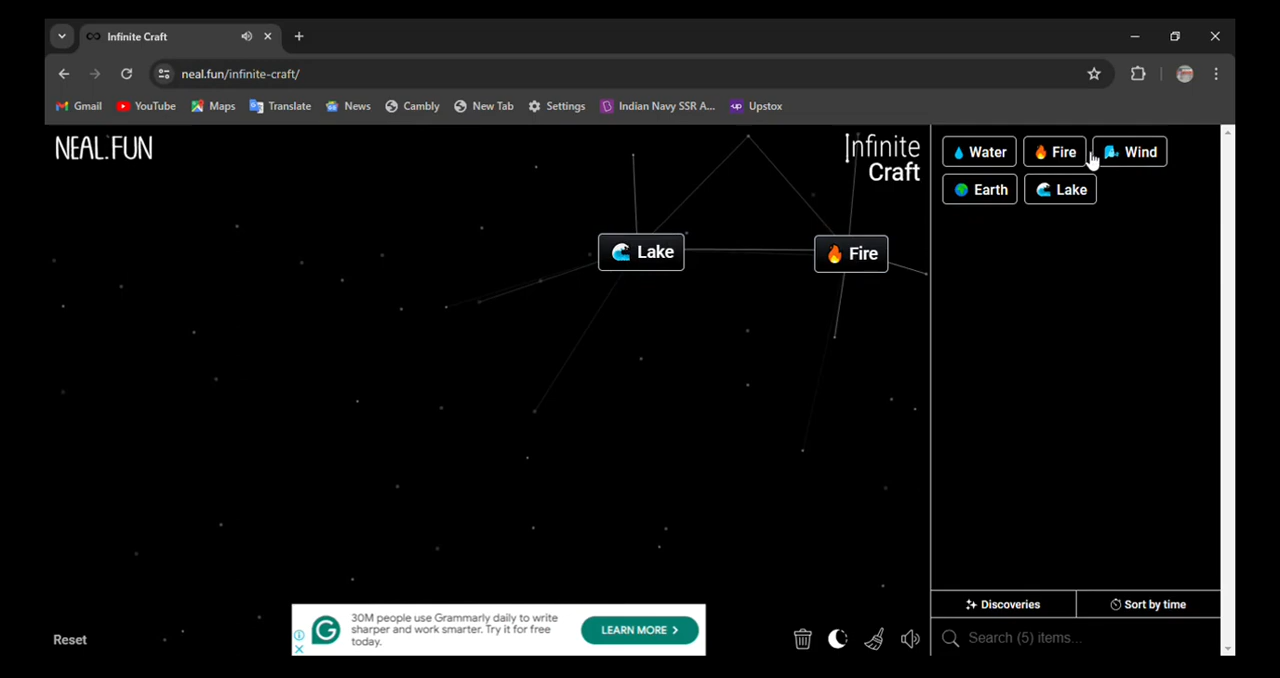 Infinite Craft
neal.fun/infinite-craft/
Gmail YouTube Maps Translate News Cambly New Tab Settings Indian Navy SSR A... Upstox
NEAL.FUN
Infinite
Craft
Water Fire Wind
Earth Lake
Lake Fire
30M people use Grammarly daily to write
sharper and work smarter. Try it for free
today.
LEARN MORE
Reset
Discoveries Sort by time
Search (5) items...